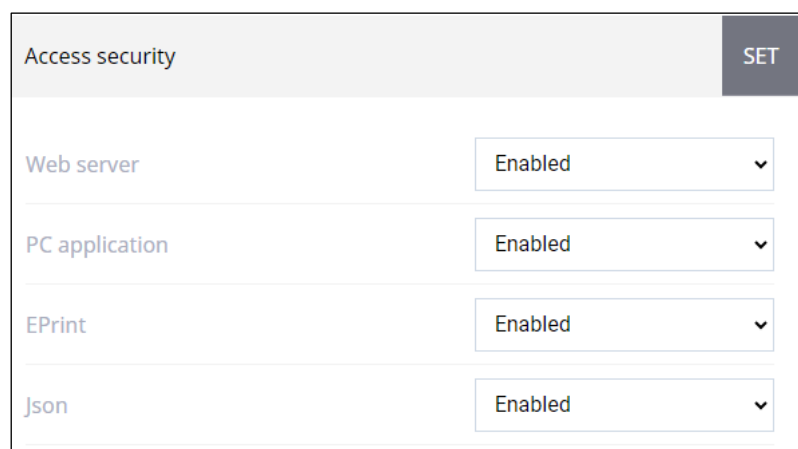 Access security SET
Web server Enabled
PC application Enabled
EPrint Enabled
Json Enabled